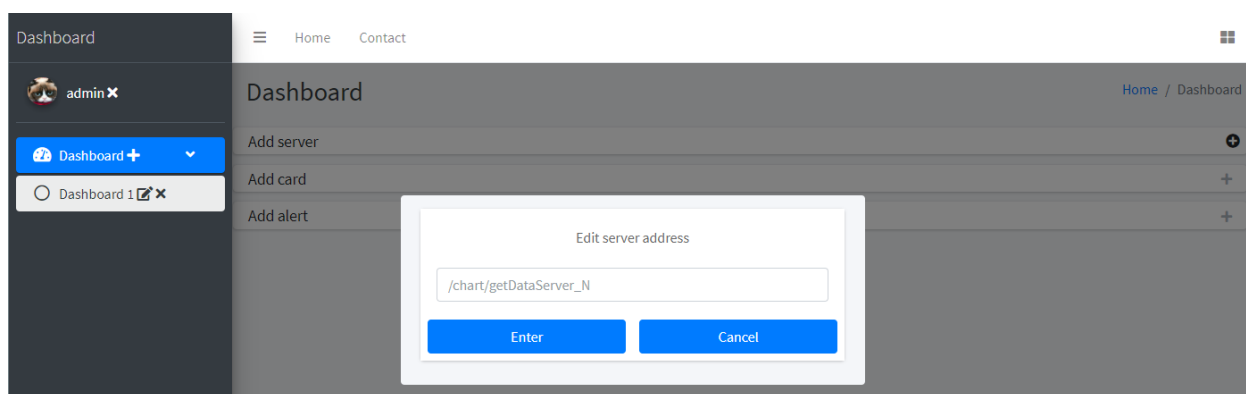 Dashboard
Home Contact
admin
Dashboard
Home / Dashboard
Dashboard
Add server
Dashboard 1
Add card
Add alert
Edit server address
/chart/getDataServer_N
Enter Cancel